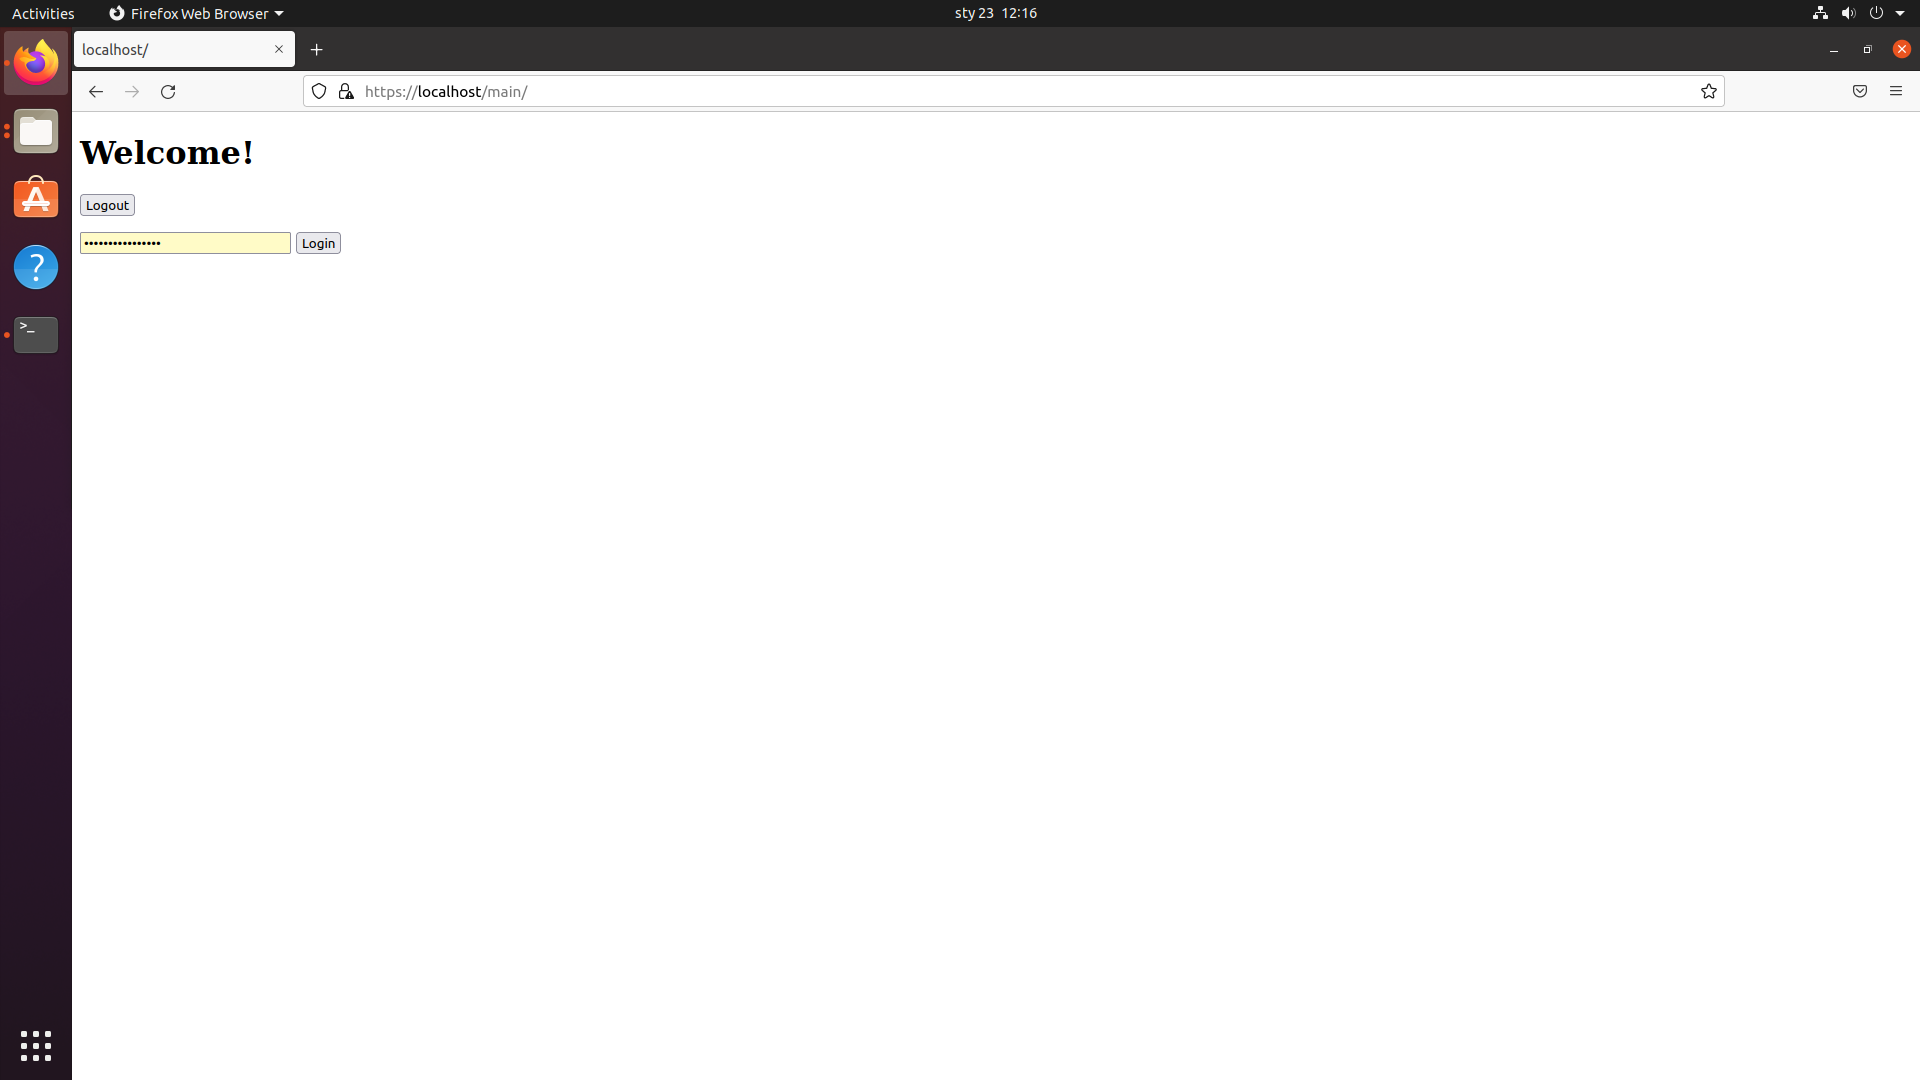 Activities
Firefox Web Browser
sty 23 12:16
localhost/
https://localhost/main/
Welcome!
Logout
•••••••••••••••• Login